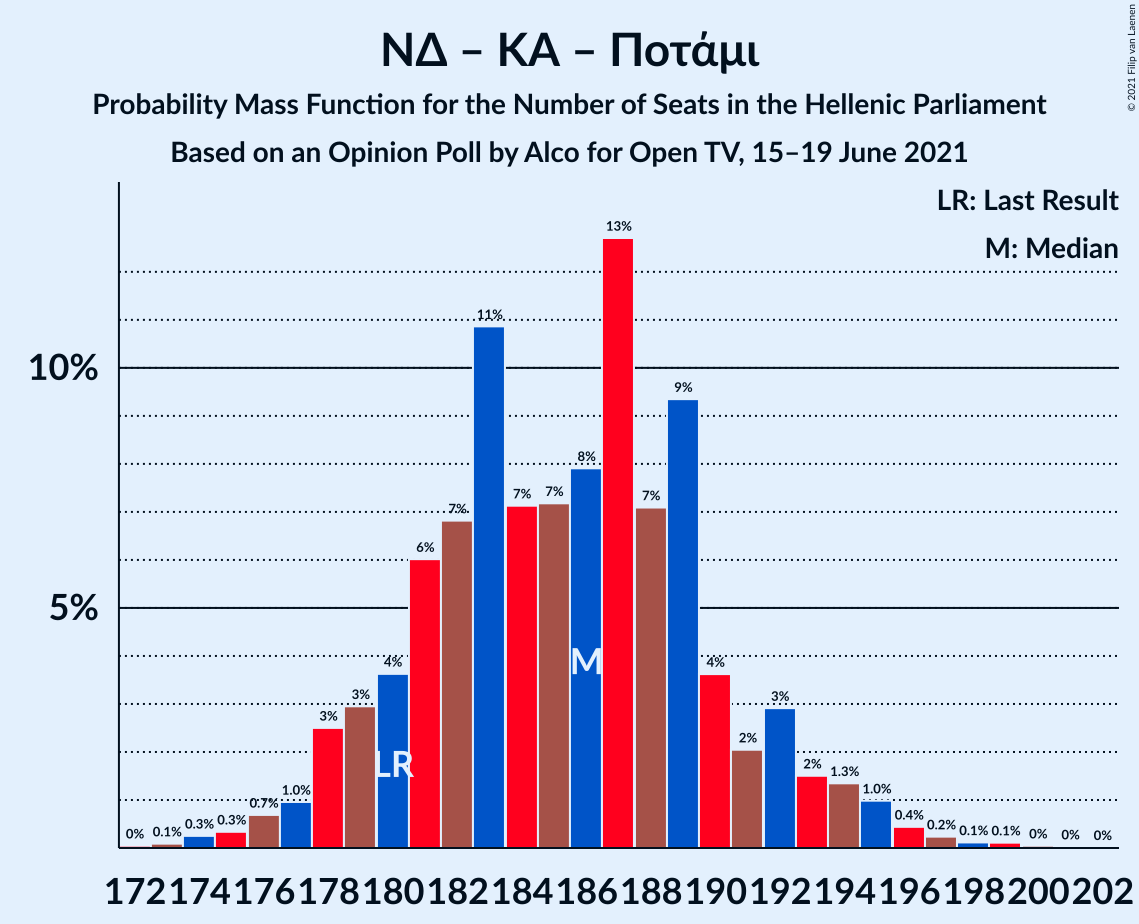 ΝΔ – ΚΑ – Ποτάμι
Probability Mass Function for the Number of Seats in the Hellenic Parliament
Based on an Opinion Poll by Alco for Open TV, 15–19 June 2021
© 2021 Filip van Laenen
LR: Last Result
M: Median
10%
5%
0% 0.1% 0.3% 0.3% 0.7% 1.0% 3% 3% 4% 6% 7% 11% 7% 7% 8% 13% 7% 9% 4% 2% 3% 2% 1.3% 1.0% 0.4% 0.2% 0.1% 0.1% 0% 0% 0%
LR
M
172 174 176 178 180 182 184 186 188 190 192 194 196 198 200 202